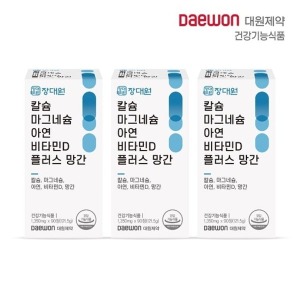 DAEWON 대원제약
건강기능식품
장대원
칼슘
마그네슘
아연
비타민D
플러스 망간
칼슘, 마그네슘,
아연, 비타민D, 망간
건강기능식품
1,350mg x 90정(121.5g)
DAEWON 대원제약
장대원
칼슘
마그네슘
아연
비타민D
플러스 망간
칼슘, 마그네슘,
아연, 비타민D, 망간
건강기능식품
DAEWON 대원제약
장대원
칼슘
마그네슘
아연
비타민D
플러스 망간
칼슘, 마그네슘,
아연, 비타민D, 망간
건강기능식품
DAEWON 대원제약